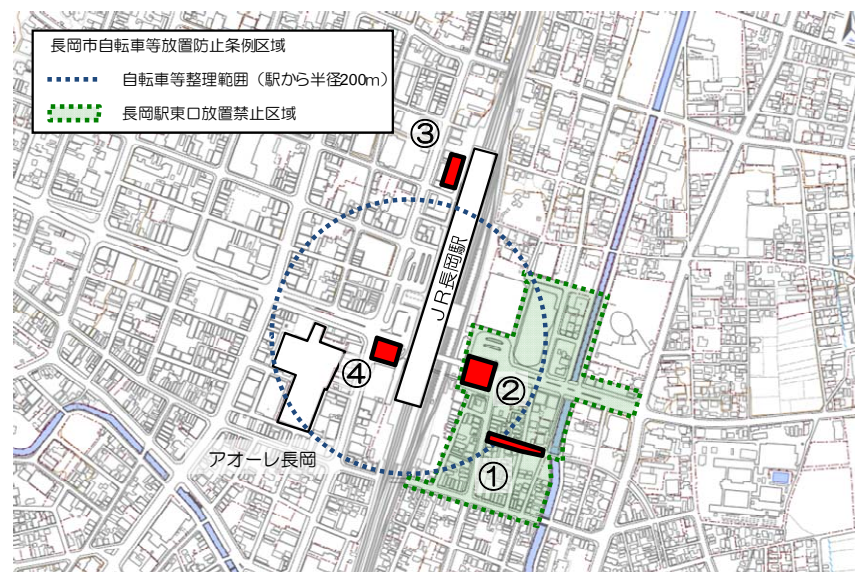 長岡市自転車等放置防止条例区域
自転車等整理範囲（駅から半径200m）
長岡駅東口放置禁止区域
③
JR長岡駅
④
②
①
アオーレ長岡